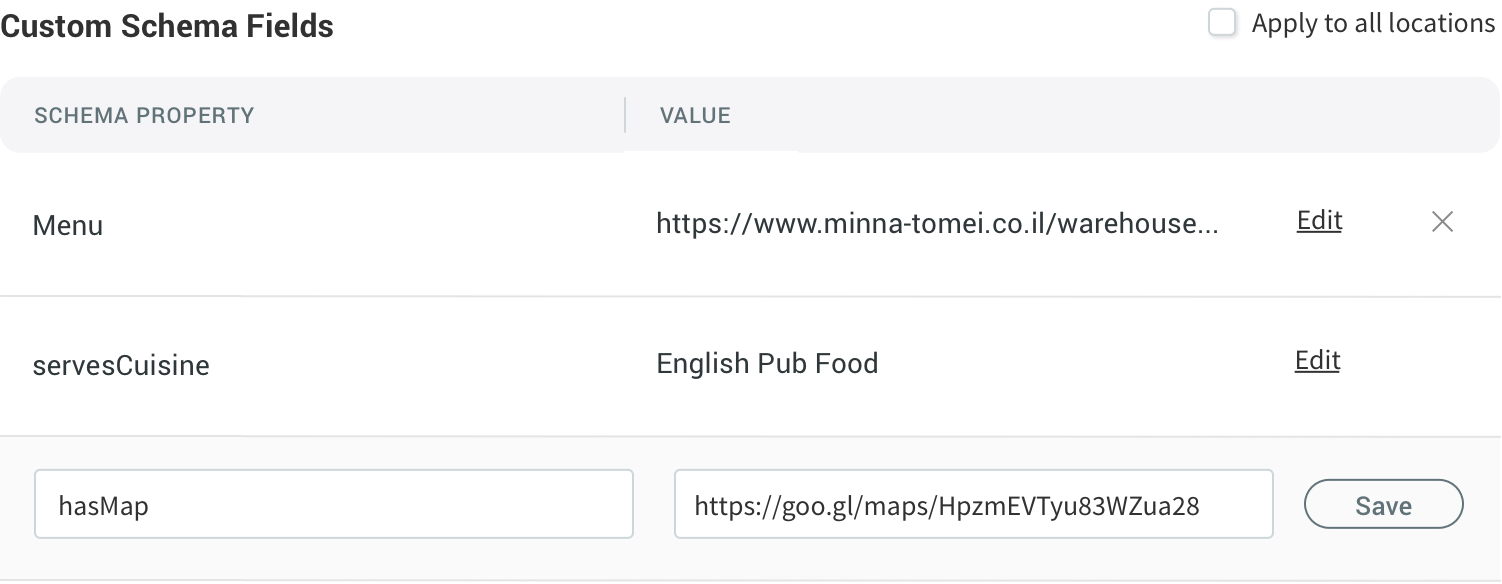 Custom Schema Fields
Apply to all locations
SCHEMA PROPERTY
VALUE
Menu
https://www.minna-tomei.co.il/warehouse...
Edit
servesCuisine
English Pub Food
Edit
hasMap
https://goo.gl/maps/HpzmEVTyu83WZua28
Save